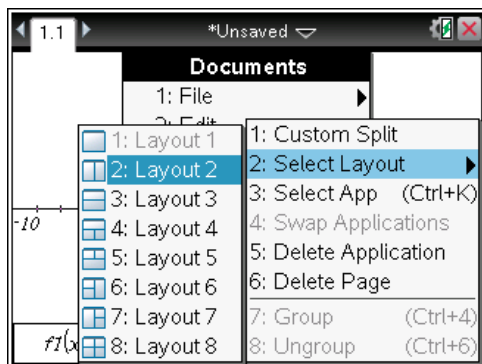 1.1
*Unsaved
Documents
1: File
2: Edit
1: Layout 1
2: Layout 2
3: Layout 3
4: Layout 4
5: Layout 5
6: Layout 6
7: Layout 7
8: Layout 8
1: Custom Split
2: Select Layout
3: Select App (Ctrl+K)
4: Swap Applications
5: Delete Application
6: Delete Page
7: Group (Ctrl+4)
8: Ungroup (Ctrl+6)
-10
f1(x